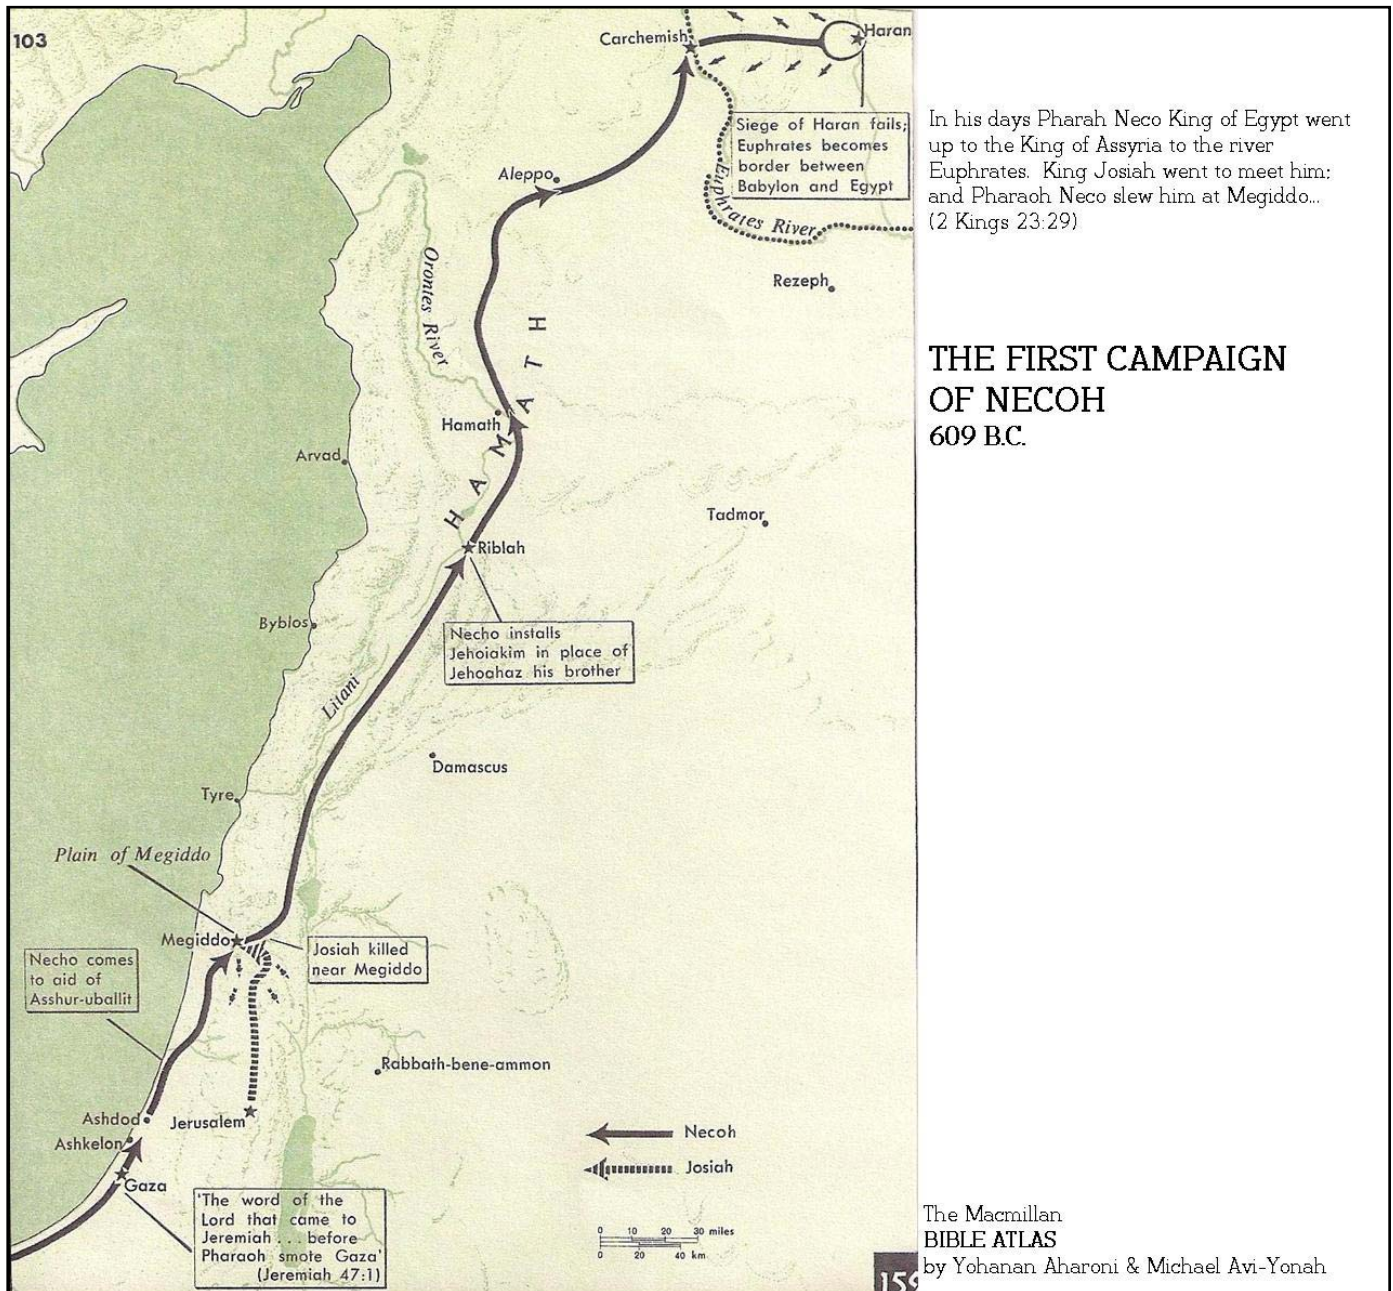 103
Carchemish
Haran
Siege of Haran fails;
Euphrates becomes
border between
Babylon and Egypt
Aleppo
Euphrates River
Orontes River
Rezeph
HAMATH
Hamath
Arvad
Tadmor
Riblah
Byblos
Necho installs
Jehoiakim in place of
Jehoahaz his brother
Litani
Damascus
Tyre
Plain of Megiddo
Megiddo
Josiah killed
near Megiddo
Necho comes
to aid of
Asshur-uballit
Rabbath-bene-ammon
Ashdod
Jerusalem
Ashkelon
Gaza
'The word of the
Lord that came to
Jeremiah . . . before
Pharaoh smote Gaza'
(Jeremiah 47:1)
Necoh
Josiah
0 10 20 30 miles
0 20 40 km
In his days Pharah Neco King of Egypt went
up to the King of Assyria to the river
Euphrates. King Josiah went to meet him;
and Pharaoh Neco slew him at Megiddo...
(2 Kings 23:29)
THE FIRST CAMPAIGN
OF NECOH
609 B.C.
The Macmillan
BIBLE ATLAS
by Yohanan Aharoni & Michael Avi-Yonah